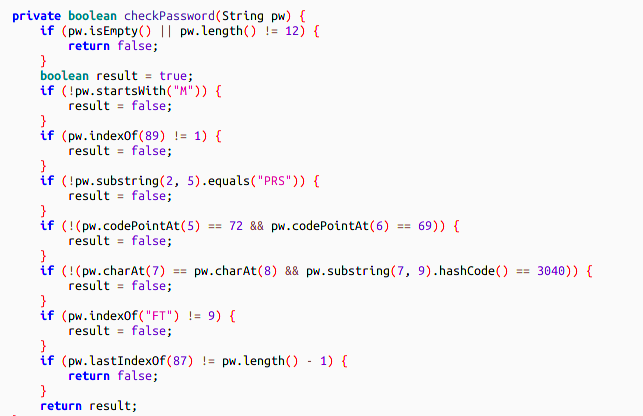 private boolean checkPassword(String pw) {
    if (pw.isEmpty() || pw.length() != 12) {
        return false;
    }
    boolean result = true;
    if (!pw.startsWith("M")) {
        result = false;
    }
    if (pw.indexOf(89) != 1) {
        result = false;
    }
    if (!pw.substring(2, 5).equals("PRS")) {
        result = false;
    }
    if (!(pw.codePointAt(5) == 72 && pw.codePointAt(6) == 69)) {
        result = false;
    }
    if (!(pw.charAt(7) == pw.charAt(8) && pw.substring(7, 9).hashCode() == 3040)) {
        result = false;
    }
    if (pw.indexOf("FT") != 9) {
        result = false;
    }
    if (pw.lastIndexOf(87) != pw.length() - 1) {
        return false;
    }
    return result;